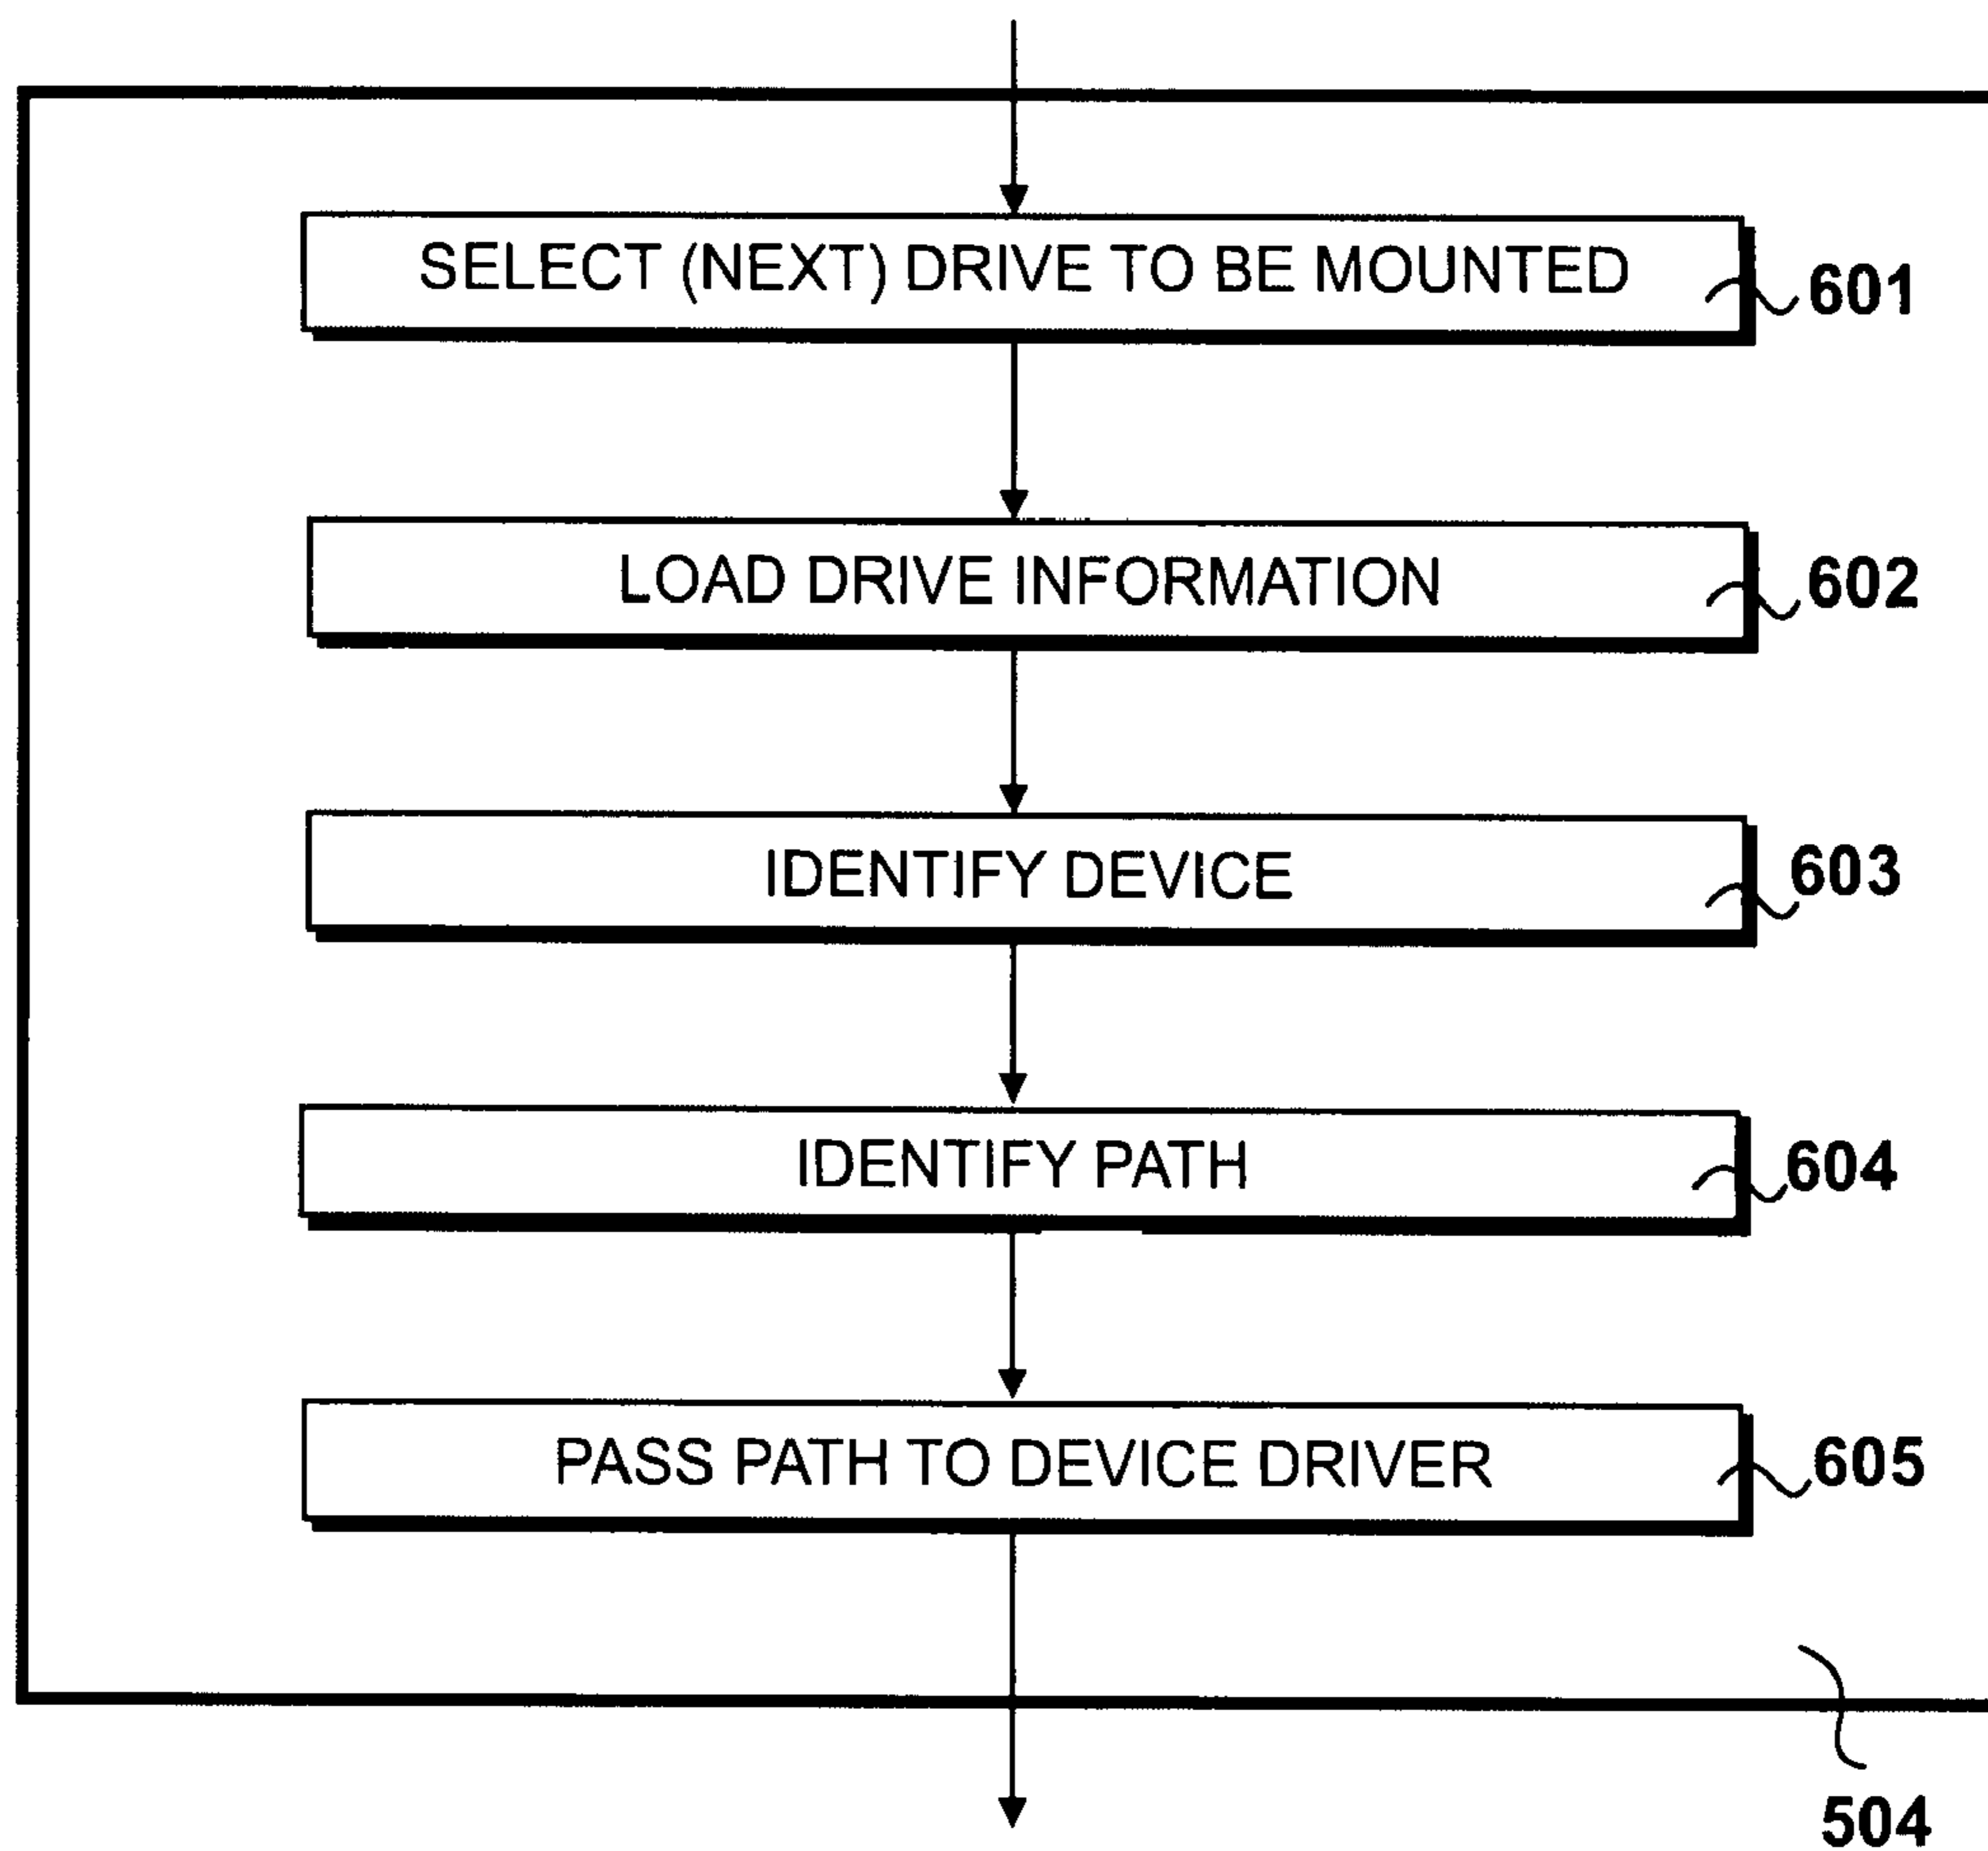 SELECT (NEXT) DRIVE TO BE MOUNTED
601
LOAD DRIVE INFORMATION
602
IDENTIFY DEVICE
603
IDENTIFY PATH
604
PASS PATH TO DEVICE DRIVER
605
504